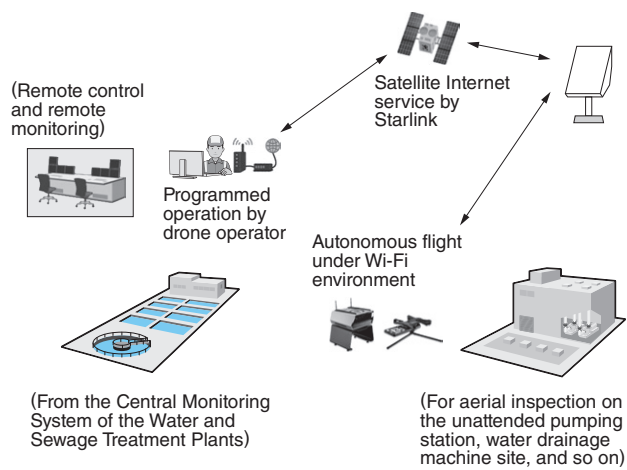 (Remote control
and remote
monitoring)
Satellite Internet
service by
Starlink
Programmed
operation by
drone operator
Autonomous flight
under Wi-Fi
environment
(From the Central Monitoring
System of the Water and
Sewage Treatment Plants)
(For aerial inspection on
the unattended pumping
station, water drainage
machine site, and so on)